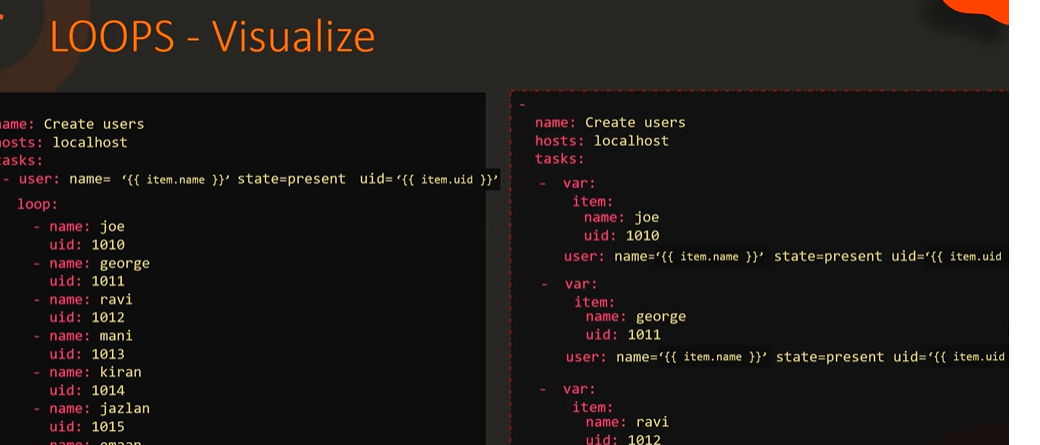 LOOPS - Visualize
ame: Create users
osts: localhost
asks:
- user: name= ‘{{ item.name }}’ state=present uid=‘{{ item.uid }}’
loop:
- name: joe
uid: 1010
- name: george
uid: 1011
- name: ravi
uid: 1012
- name: mani
uid: 1013
- name: kiran
uid: 1014
- name: jazlan
uid: 1015
-
name: Create users
hosts: localhost
tasks:
- var:
item:
name: joe
uid: 1010
user: name=‘{{ item.name }}’ state=present uid=‘{{ item.uid
- var:
item:
name: george
uid: 1011
user: name=‘{{ item.name }}’ state=present uid=‘{{ item.uid
- var:
item:
name: ravi
uid: 1012